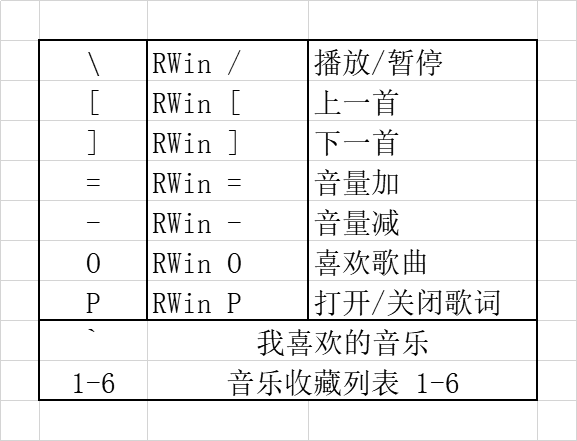 \ RWin / 播放/暂停
[ RWin [ 上一首
] RWin ] 下一首
= RWin = 音量加
- RWin - 音量减
O RWin O 喜欢歌曲
P RWin P 打开/关闭歌词
` 我喜欢的音乐
1-6 音乐收藏列表 1-6